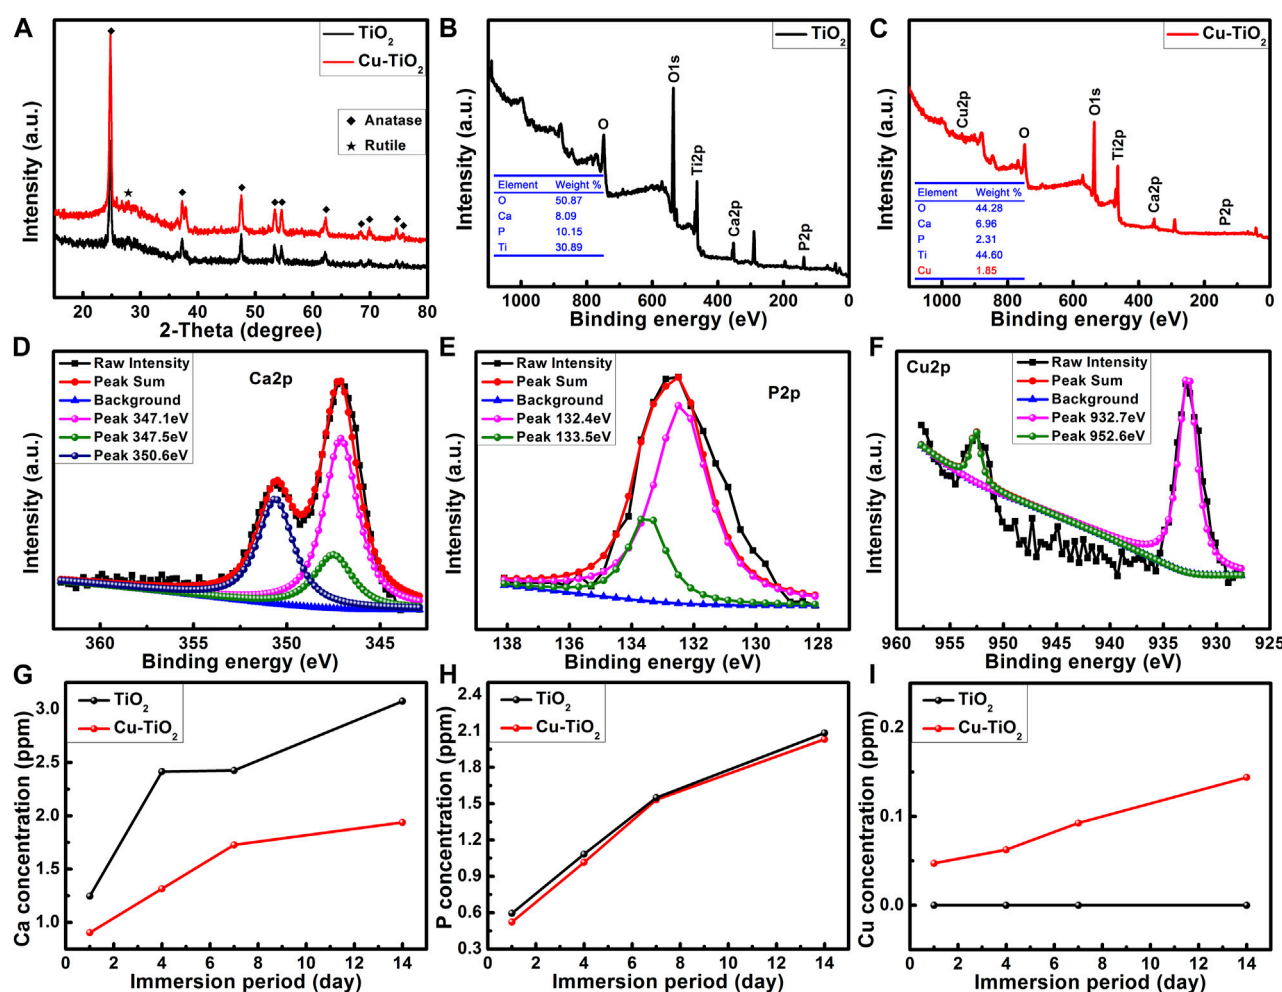 A
TiO2
Cu-TiO2
◆ Anatase
★ Rutile
Intensity (a.u.)
20 30 40 50 60 70 80
2-Theta (degree)
B
TiO2
O
O1s
Ti2p
Ca2p
P2p
Element Weight %
O 50.87
Ca 8.09
P 10.15
Ti 30.89
Intensity (a.u.)
1000 800 600 400 200 0
Binding energy (eV)
C
Cu-TiO2
Cu2p
O
O1s
Ti2p
Ca2p
P2p
Element Weight %
O 44.28
Ca 6.96
P 2.31
Ti 44.60
Cu 1.85
Intensity (a.u.)
1000 800 600 400 200 0
Binding energy (eV)
D
Raw Intensity
Peak Sum
Background
Peak 347.1eV
Peak 347.5eV
Peak 350.6eV
Ca2p
Intensity (a.u.)
360 355 350 345
Binding energy (eV)
E
Raw Intensity
Peak Sum
Background
Peak 132.4eV
Peak 133.5eV
P2p
Intensity (a.u.)
138 136 134 132 130 128
Binding energy (eV)
F
Cu2p
Raw Intensity
Peak Sum
Background
Peak 932.7eV
Peak 952.6eV
Intensity (a.u.)
960 955 950 945 940 935 930 925
Binding energy (eV)
G
TiO2
Cu-TiO2
Ca concentration (ppm)
3.0
2.5
2.0
1.5
1.0
0 2 4 6 8 10 12 14
Immersion period (day)
H
TiO2
Cu-TiO2
P concentration (ppm)
2.4
2.1
1.8
1.5
1.2
0.9
0.6
0.3
0 2 4 6 8 10 12 14
Immersion period (day)
I
TiO2
Cu-TiO2
Cu concentration (ppm)
0.2
0.1
0.0
0 2 4 6 8 10 12 14
Immersion period (day)